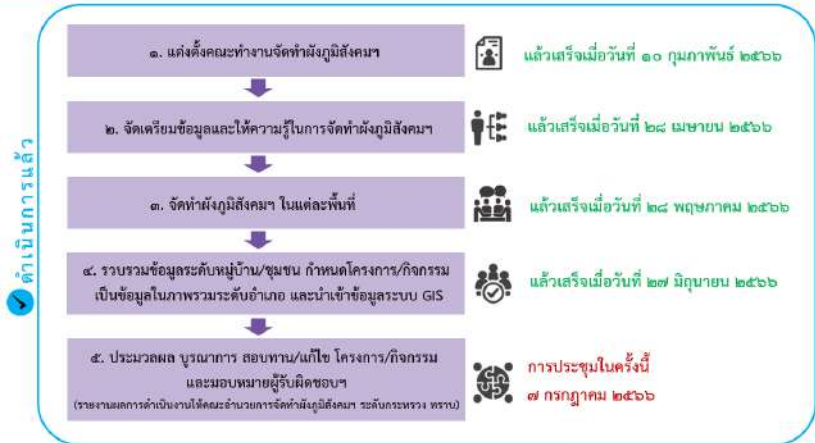 ดำเนินการแล้ว
๑. แต่งตั้งคณะทำงานจัดทำผังภูมิสังคมฯ
แล้วเสร็จเมื่อวันที่ ๑๐ กุมภาพันธ์ ๒๕๖๖
๒. จัดเตรียมข้อมูลและให้ความรู้ในการจัดทำผังภูมิสังคมฯ
แล้วเสร็จเมื่อวันที่ ๒๘ เมษายน ๒๕๖๖
๓. จัดทำผังภูมิสังคมฯ ในแต่ละพื้นที่
แล้วเสร็จเมื่อวันที่ ๒๘ พฤษภาคม ๒๕๖๖
๔. รวบรวมข้อมูลระดับหมู่บ้าน/ชุมชน กำหนดโครงการ/กิจกรรม
เป็นข้อมูลในภาพรวมระดับอำเภอ และนำเข้าข้อมูลระบบ GIS
แล้วเสร็จเมื่อวันที่ ๒๗ มิถุนายน ๒๕๖๖
๕. ประมวลผล บูรณาการ สอบทาน/แก้ไข โครงการ/กิจกรรม
และมอบหมายผู้รับผิดชอบฯ
(รายงานผลการดำเนินงานให้คณะอำนวยการจัดทำผังภูมิสังคมฯ ระดับกระทรวง ทราบ)
การประชุมในครั้งนี้
๗ กรกฎาคม ๒๕๖๖